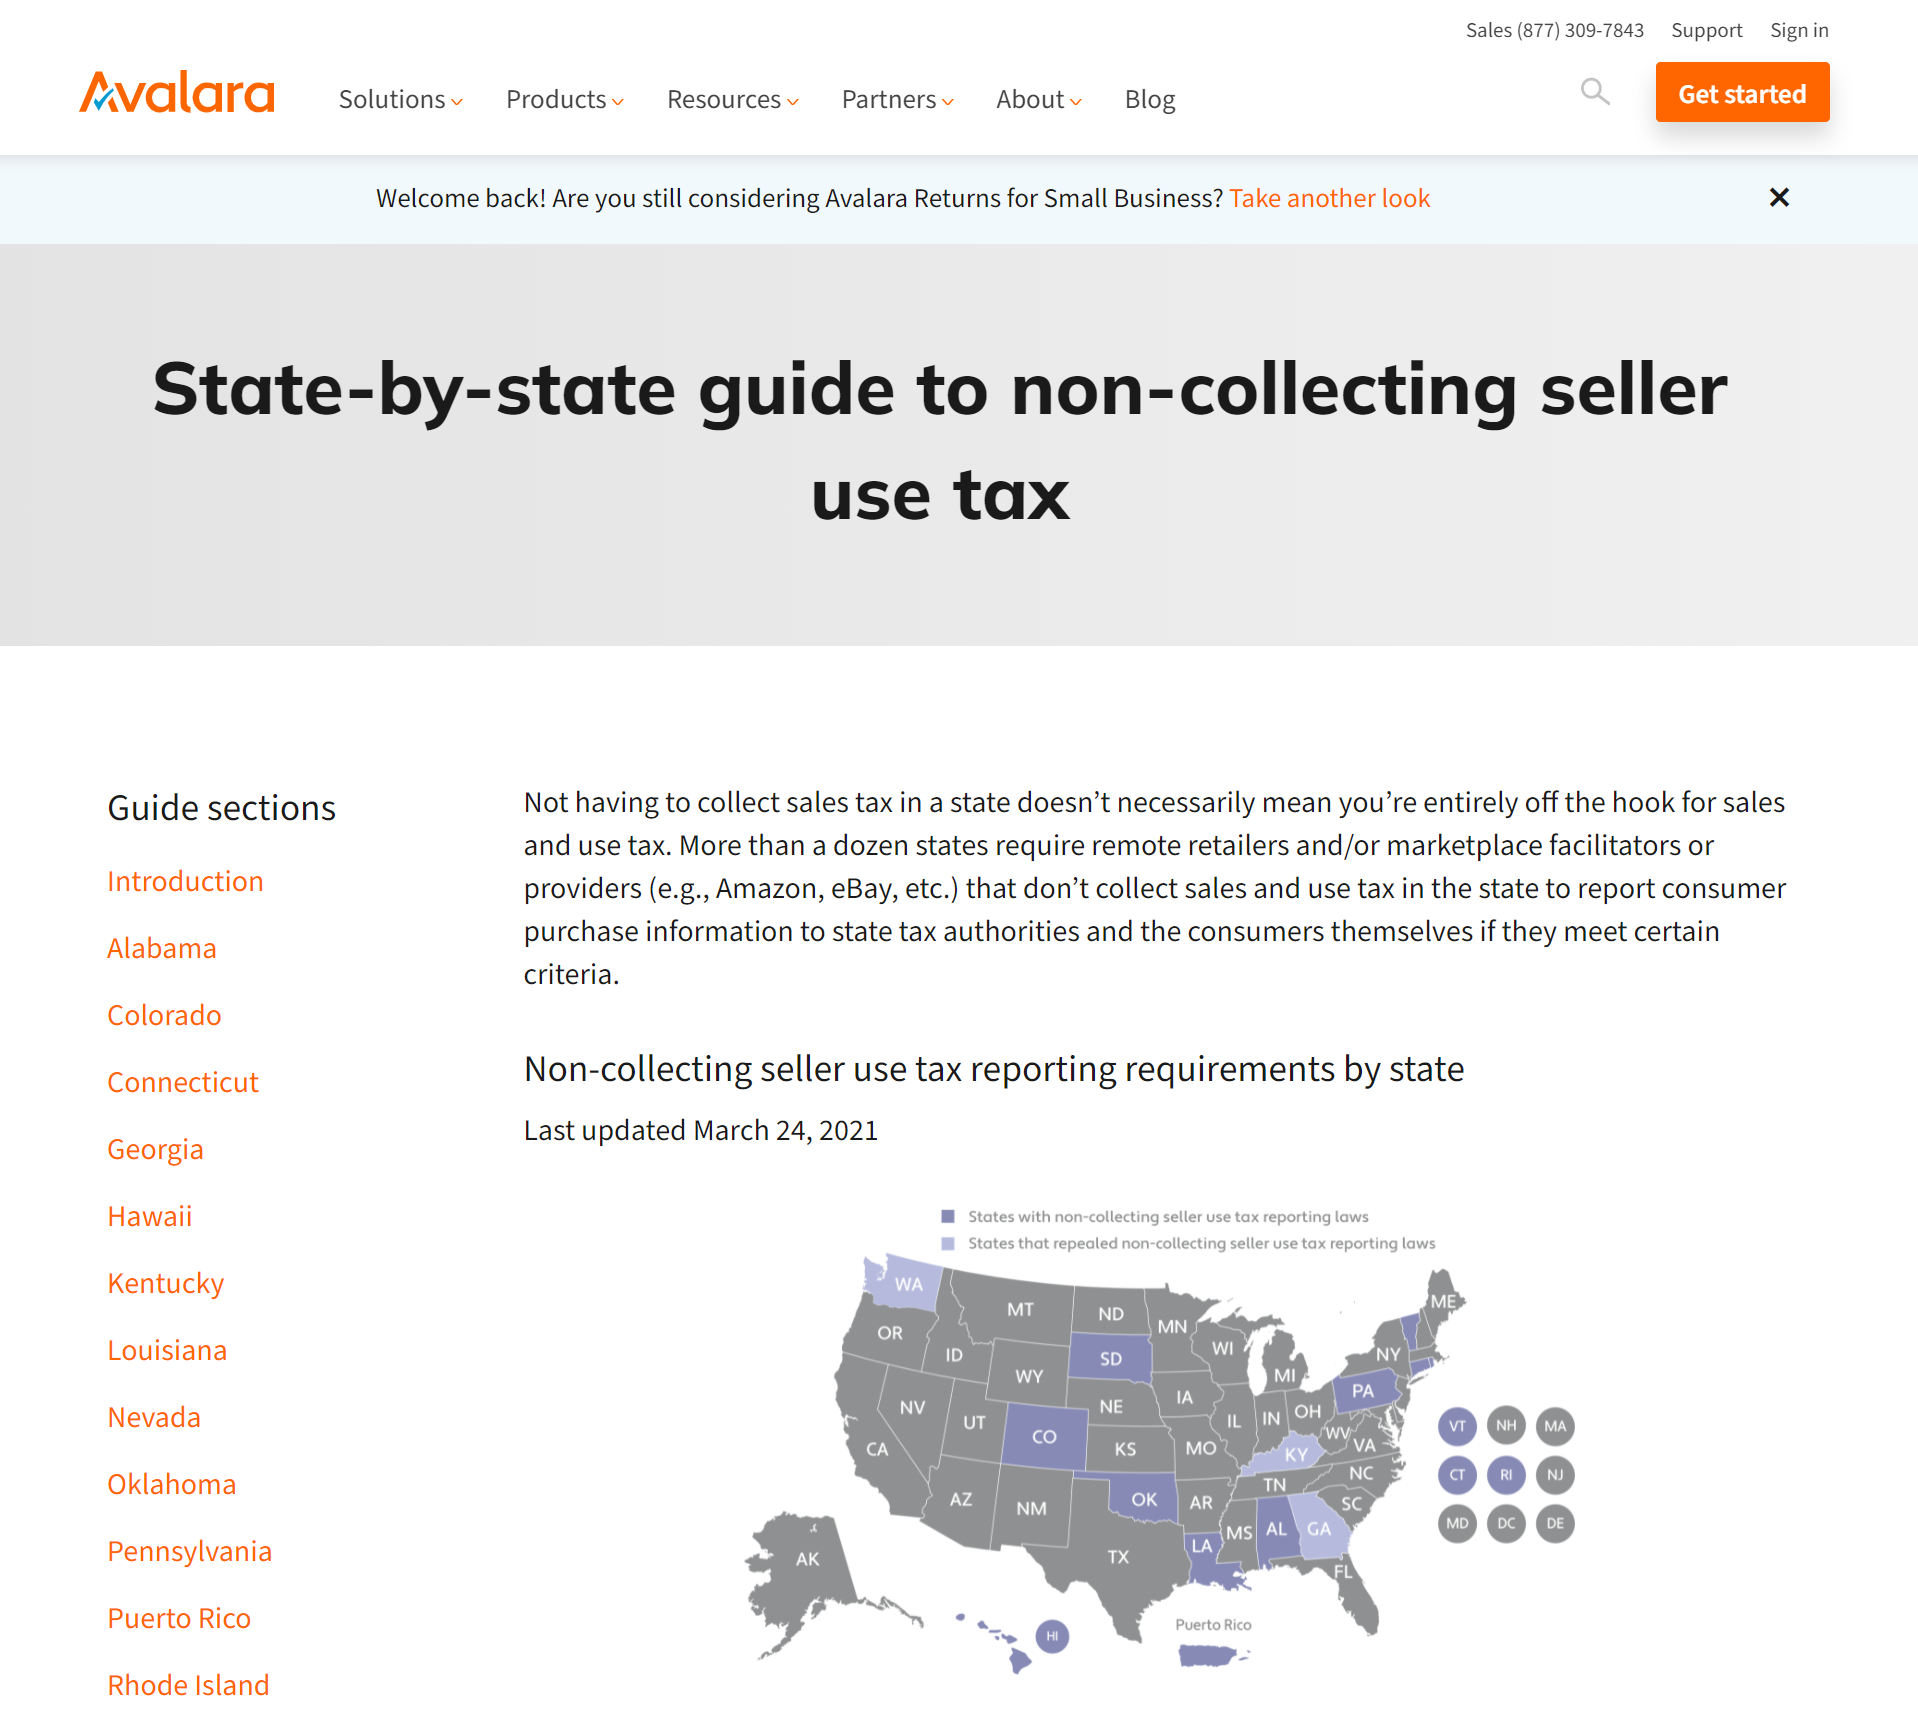 Sales (877) 309-7843 Support Sign in
Avalara Solutions Products Resources Partners About Blog Get started
Welcome back! Are you still considering Avalara Returns for Small Business? Take another look
State-by-state guide to non-collecting seller
use tax
Guide sections
Introduction
Alabama
Colorado
Connecticut
Georgia
Hawaii
Kentucky
Louisiana
Nevada
Oklahoma
Pennsylvania
Puerto Rico
Rhode Island
Not having to collect sales tax in a state doesn’t necessarily mean you’re entirely off the hook for sales
and use tax. More than a dozen states require remote retailers and/or marketplace facilitators or
providers (e.g., Amazon, eBay, etc.) that don’t collect sales and use tax in the state to report consumer
purchase information to state tax authorities and the consumers themselves if they meet certain
criteria.
Non-collecting seller use tax reporting requirements by state
Last updated March 24, 2021
States with non-collecting seller use tax reporting laws
States that repealed non-collecting seller use tax reporting laws
WA MT ND MN ME
OR ID WY SD WI MI NY
NV UT CO NE IA IL IN OH PA
CA KS MO WV VA KY
AZ NM OK AR TN NC SC
TX LA MS AL GA FL
VT NH MA
CT RI NJ
MD DC DE
AK
HI
Puerto Rico